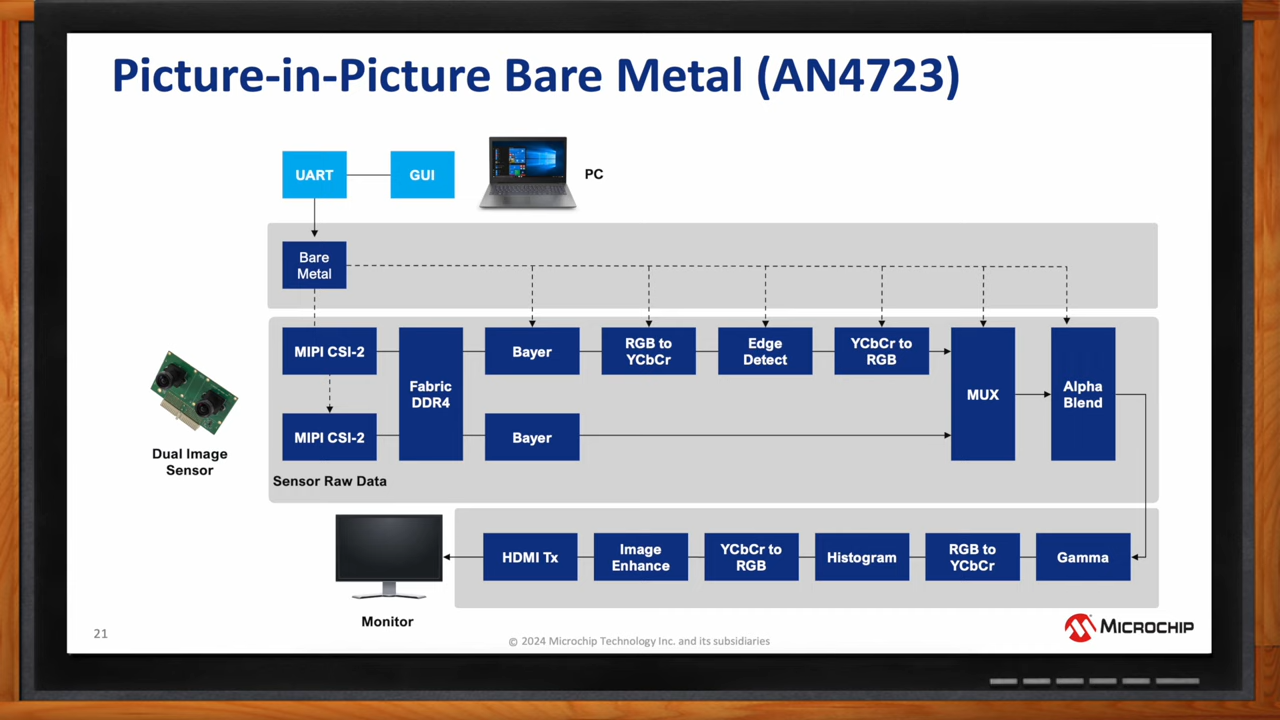 Picture-in-Picture Bare Metal (AN4723)
UART
GUI
PC
Bare
Metal
MIPI CSI-2
Fabric
DDR4
Bayer
RGB to
YCbCr
Edge
Detect
YCbCr to
RGB
MUX
Alpha
Blend
MIPI CSI-2
Bayer
Dual Image
Sensor
Sensor Raw Data
HDMI Tx
Image
Enhance
YCbCr to
RGB
Histogram
RGB to
YCbCr
Gamma
Monitor
21
© 2024 Microchip Technology Inc. and its subsidiaries
MICROCHIP